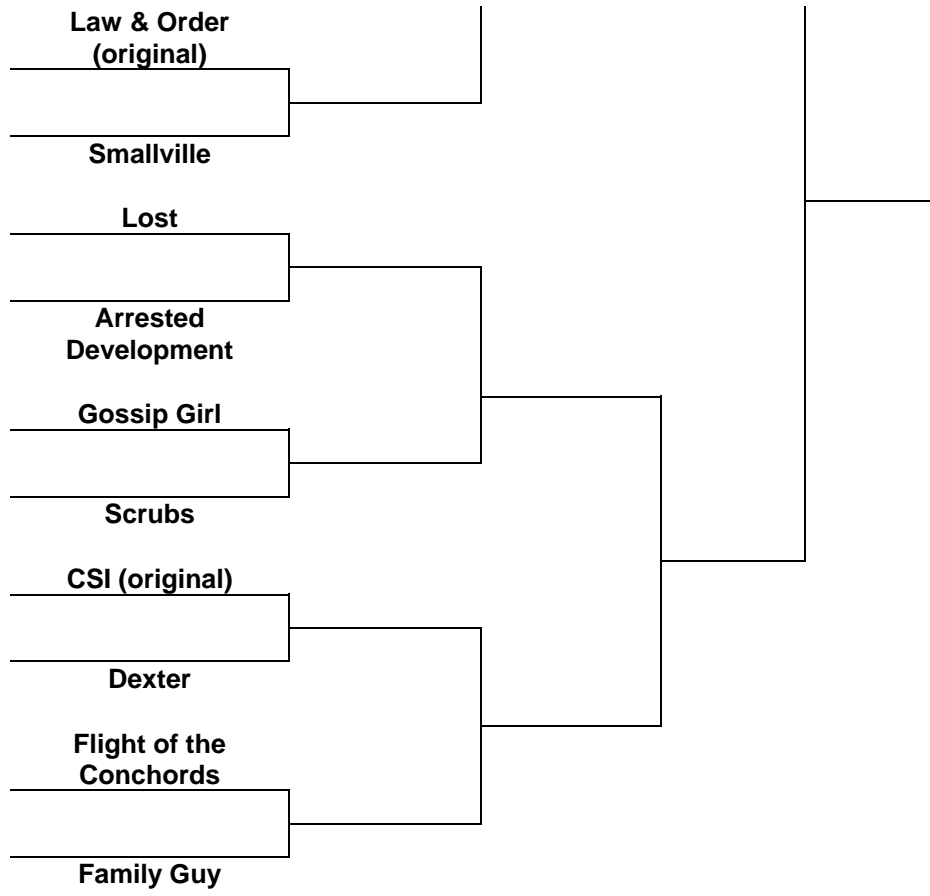 Law & Order
(original)
Smallville
Lost
Arrested
Development
Gossip Girl
Scrubs
CSI (original)
Dexter
Flight of the
Conchords
Family Guy